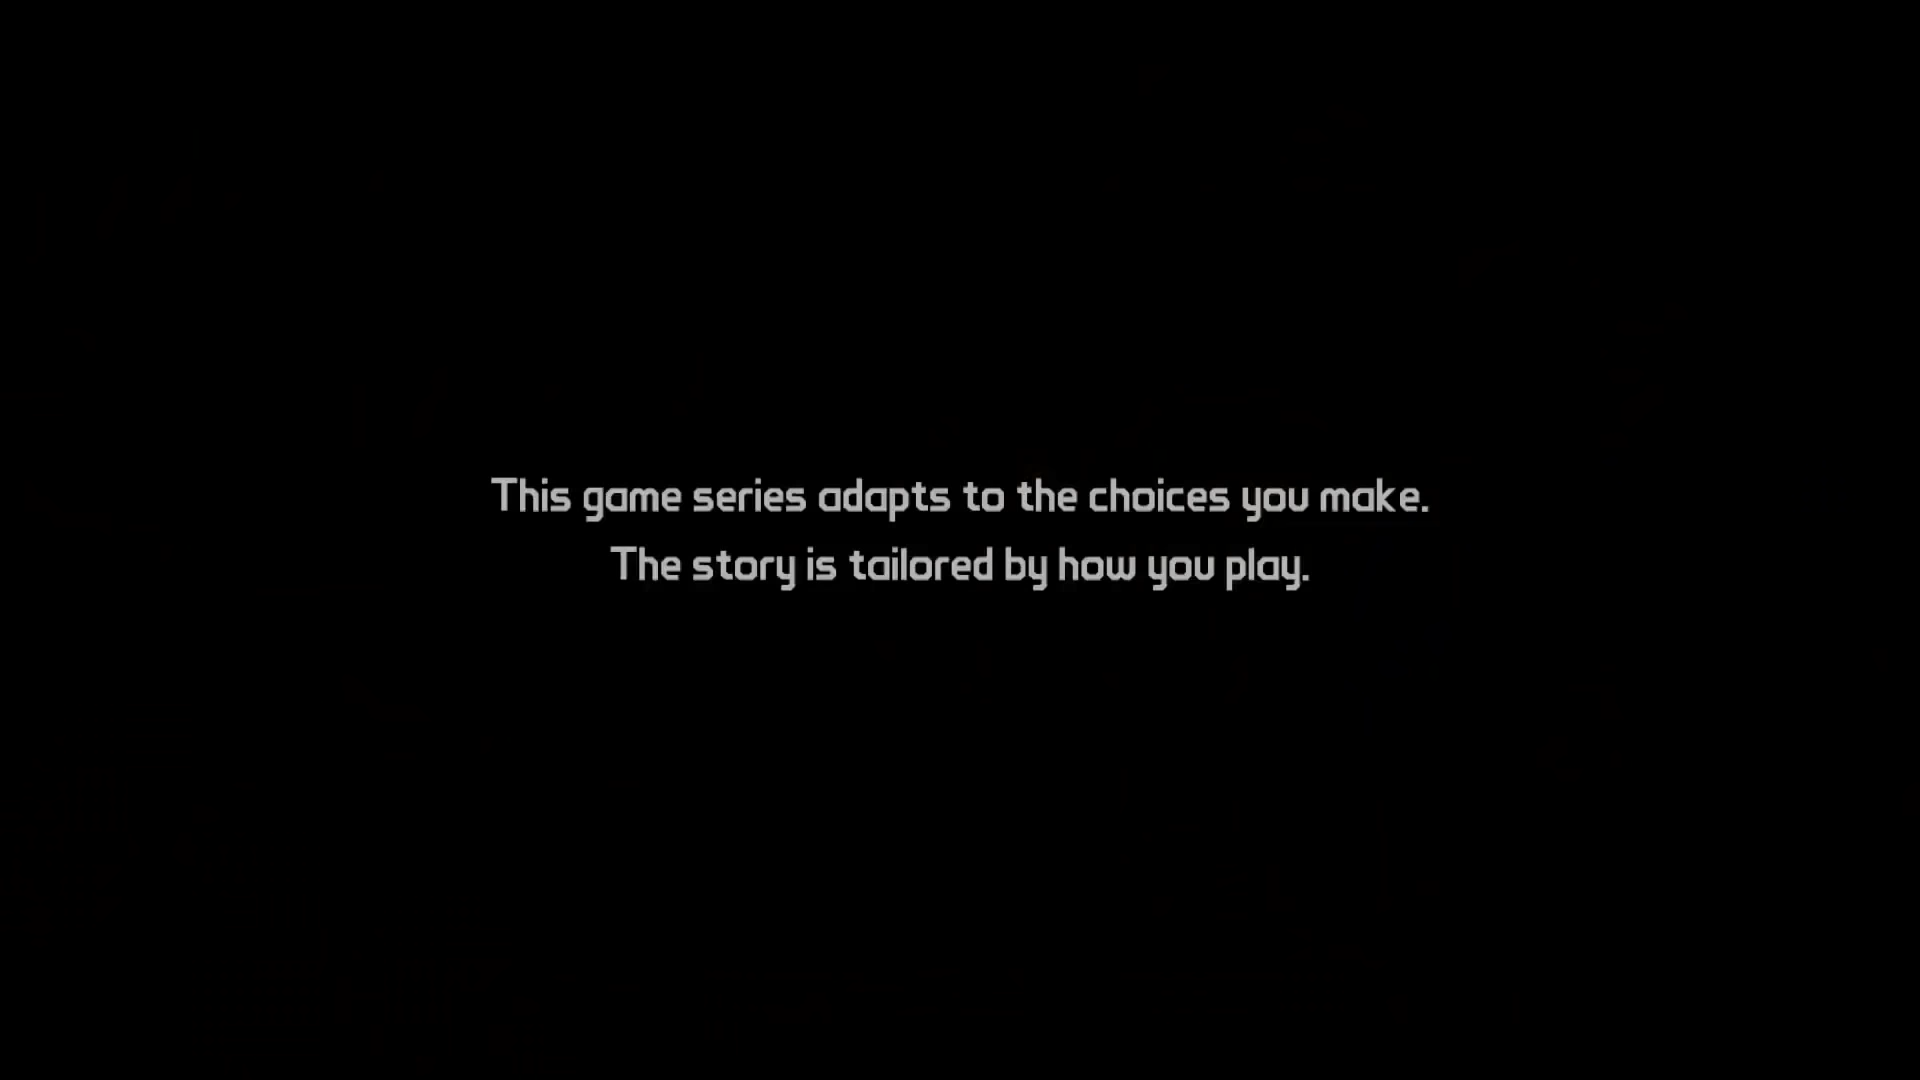 This game series adapts to the choices you make.
The story is tailored by how you play.